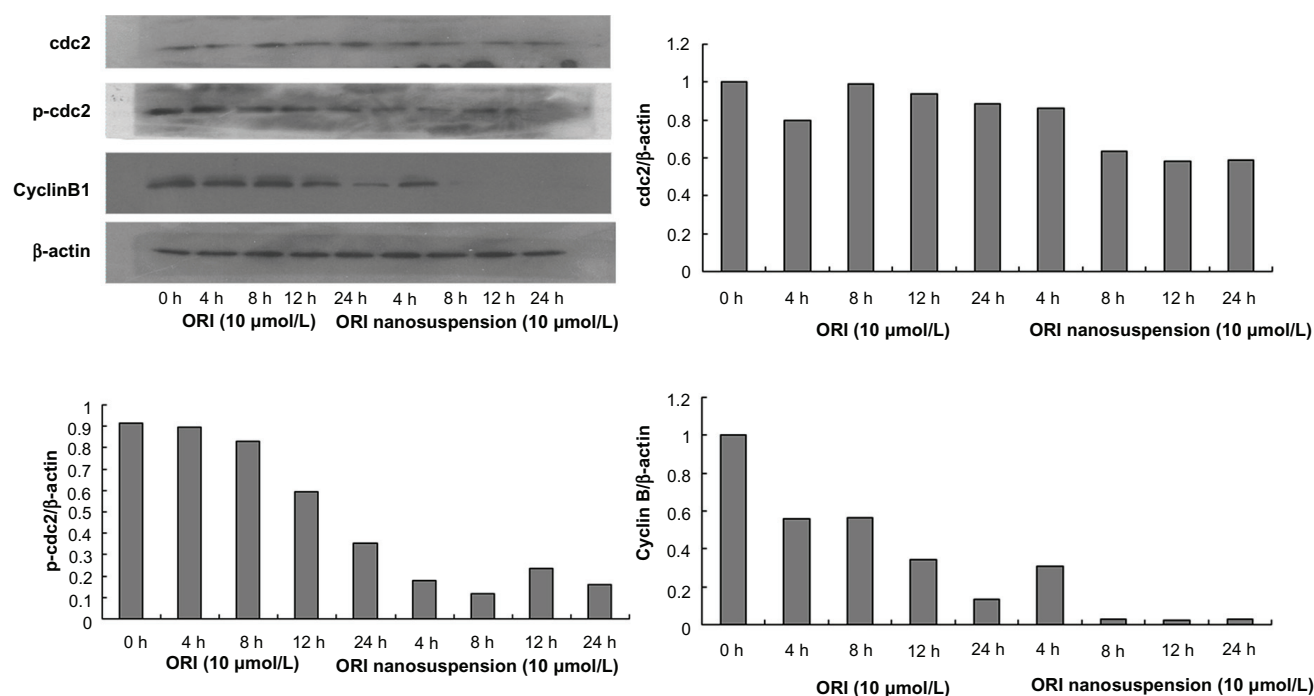 cdc2
p-cdc2
CyclinB1
β-actin
0 h 4 h 8 h 12 h 24 h 4 h 8 h 12 h 24 h
ORI (10 μmol/L) ORI nanosuspension (10 μmol/L)
cdc2/β-actin
1.2
1
0.8
0.6
0.4
0.2
0
0 h 4 h 8 h 12 h 24 h 4 h 8 h 12 h 24 h
ORI (10 μmol/L) ORI nanosuspension (10 μmol/L)
p-cdc2/β-actin
1
0.9
0.8
0.7
0.6
0.5
0.4
0.3
0.2
0.1
0
0 h 4 h 8 h 12 h 24 h 4 h 8 h 12 h 24 h
ORI (10 μmol/L) ORI nanosuspension (10 μmol/L)
Cyclin B/β-actin
1.2
1
0.6
0.4
0.2
0
0 h 4 h 8 h 12 h 24 h 4 h 8 h 12 h 24 h
ORI (10 μmol/L) ORI nanosuspension (10 μmol/L)